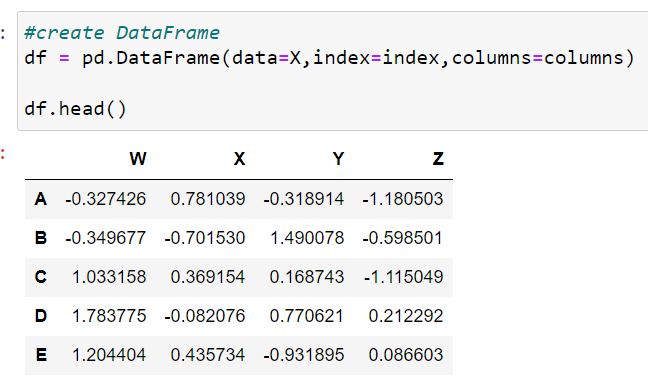 #create DataFrame
df = pd.DataFrame(data=X,index=index,columns=columns)
df.head()
W X Y Z
A -0.327426 0.781039 -0.318914 -1.180503
B -0.349677 -0.701530 1.490078 -0.598501
C 1.033158 0.369154 0.168743 -1.115049
D 1.783775 -0.082076 0.770621 0.212292
E 1.204404 0.435734 -0.931895 0.086603